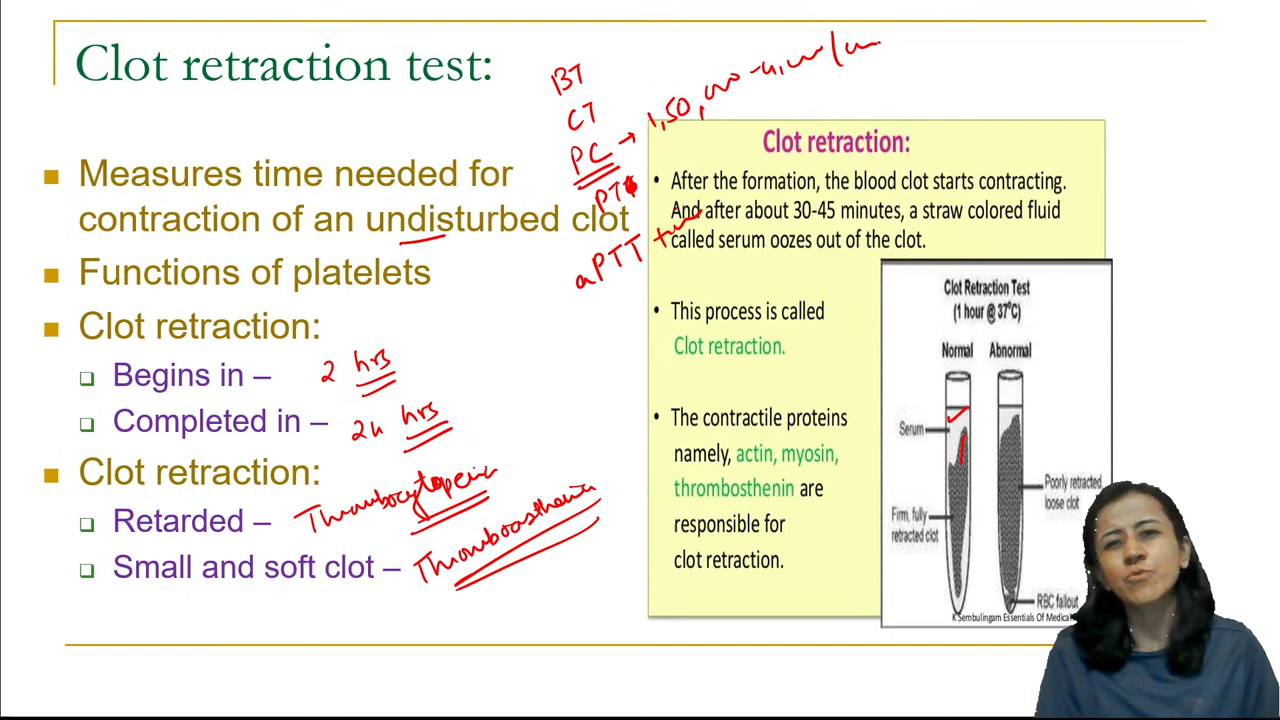 Clot retraction test:
Measures time needed for
contraction of an undisturbed clot
Functions of platelets
Clot retraction:
Begins in – 2 hrs
Completed in – 24 hrs
Clot retraction:
Retarded – Thrombocytopenia
Small and soft clot – Thromboasthenia
BT
CT
PC → 1,50,
PT
aPTT
Clot retraction:
After the formation, the blood clot starts contracting.
And after about 30-45 minutes, a straw colored fluid
called serum oozes out of the clot.
This process is called
Clot retraction.
The contractile proteins
namely, actin, myosin,
thrombosthenin are
responsible for
clot retraction.
Clot Retraction Test
(1 hour @ 37°C)
Normal Abnormal
Serum
Poorly retracted
loose clot
Firm, fully
retracted clot
RBC fallout
K Sembulingam Essentials Of Medical